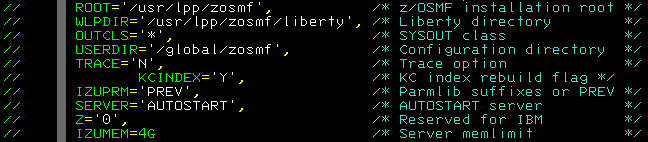 //       ROOT='/usr/lpp/zosmf',             /* z/OSMF installation root */
//       WLPDIR='/usr/lpp/zosmf/liberty',   /* Liberty directory        */
//       OUTCLS='*',                        /* SYSOUT class             */
//       USERDIR='/global/zosmf',           /* Configuration directory  */
//       TRACE='N',                         /* Trace option             */
//              KCINDEX='Y',                /* KC index rebuild flag */
//       IZUPRM='PREV',                     /* Parmlib suffixes or PREV */
//       SERVER='AUTOSTART',                /* AUTOSTART server         */
//       Z='0',                             /* Reserved for IBM         */
//       IZUMEM=4G                          /* Server memlimit          */